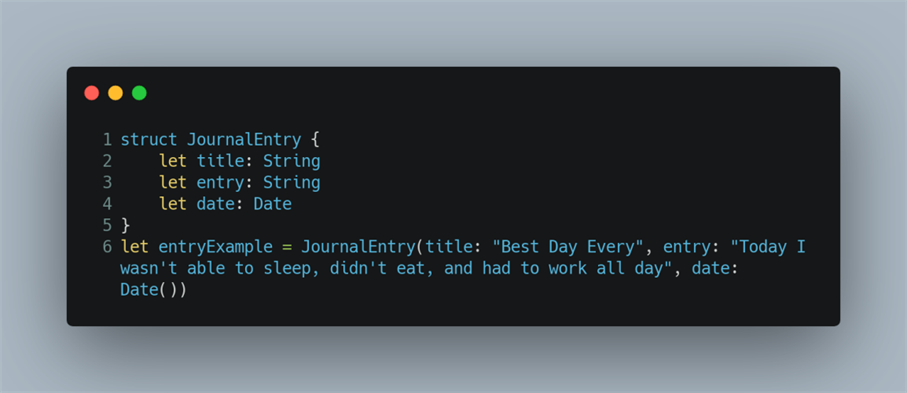 1 struct JournalEntry {
2     let title: String
3     let entry: String
4     let date: Date
5 }
6 let entryExample = JournalEntry(title: "Best Day Every", entry: "Today I
wasn't able to sleep, didn't eat, and had to work all day", date:
Date())